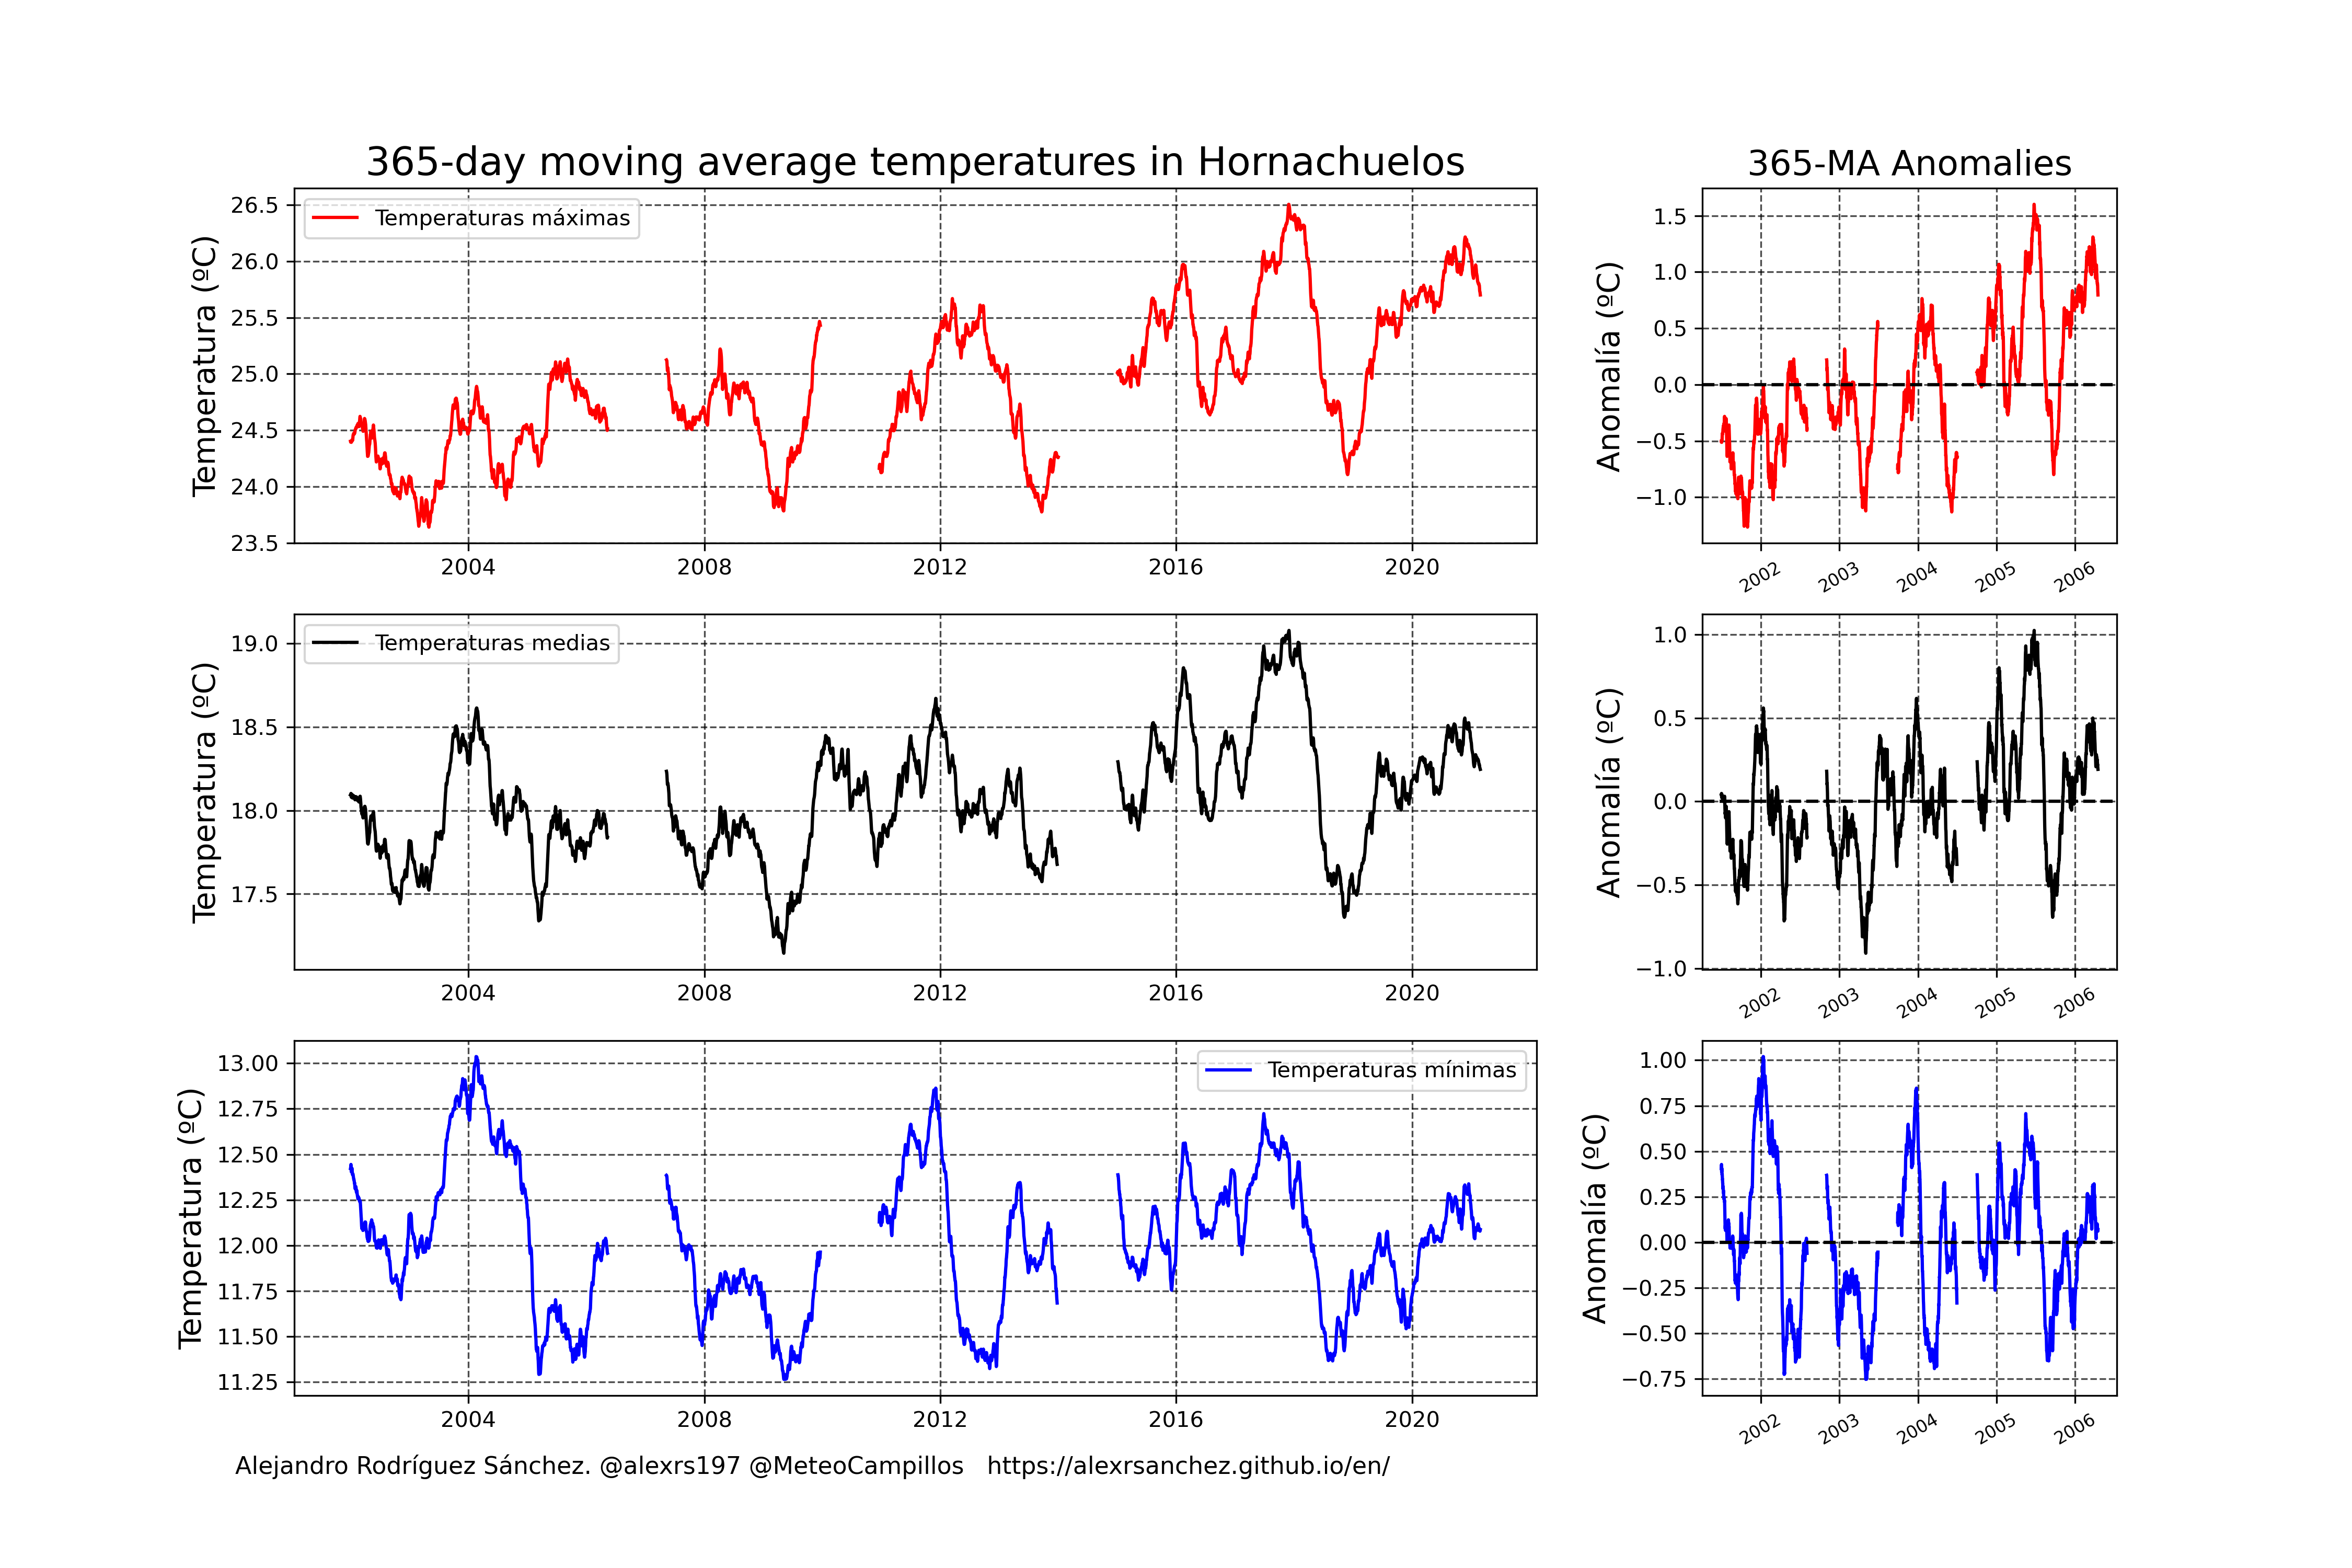 365-day moving average temperatures in Hornachuelos
365-MA Anomalies
Temperatura (ºC)
26.5
26.0
25.5
25.0
24.5
24.0
23.5
Temperaturas máximas
2004 2008 2012 2016 2020
Anomalía (ºC)
1.5
1.0
0.5
0.0
−0.5
−1.0
2002 2003 2004 2005 2006
Temperatura (ºC)
19.0
18.5
18.0
17.5
Temperaturas medias
2004 2008 2012 2016 2020
Anomalía (ºC)
1.0
0.5
0.0
−0.5
−1.0
2002 2003 2004 2005 2006
Temperatura (ºC)
13.00
12.75
12.50
12.25
12.00
11.75
11.50
11.25
Temperaturas mínimas
2004 2008 2012 2016 2020
Anomalía (ºC)
1.00
0.75
0.50
0.25
0.00
−0.25
−0.50
−0.75
2002 2003 2004 2005 2006
Alejandro Rodríguez Sánchez. @alexrs197 @MeteoCampillos https://alexrsanchez.github.io/en/